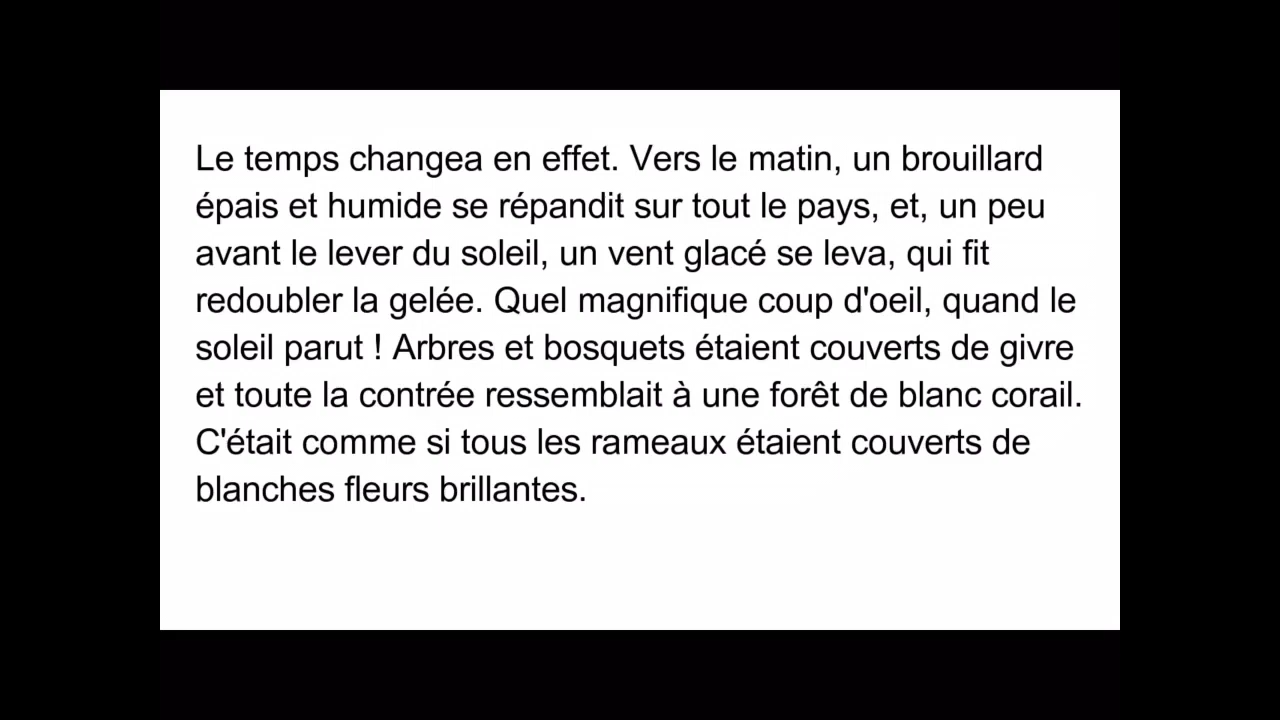 Le temps changea en effet. Vers le matin, un brouillard
épais et humide se répandit sur tout le pays, et, un peu
avant le lever du soleil, un vent glacé se leva, qui fit
redoubler la gelée. Quel magnifique coup d'oeil, quand le
soleil parut ! Arbres et bosquets étaient couverts de givre
et toute la contrée ressemblait à une forêt de blanc corail.
C'était comme si tous les rameaux étaient couverts de
blanches fleurs brillantes.